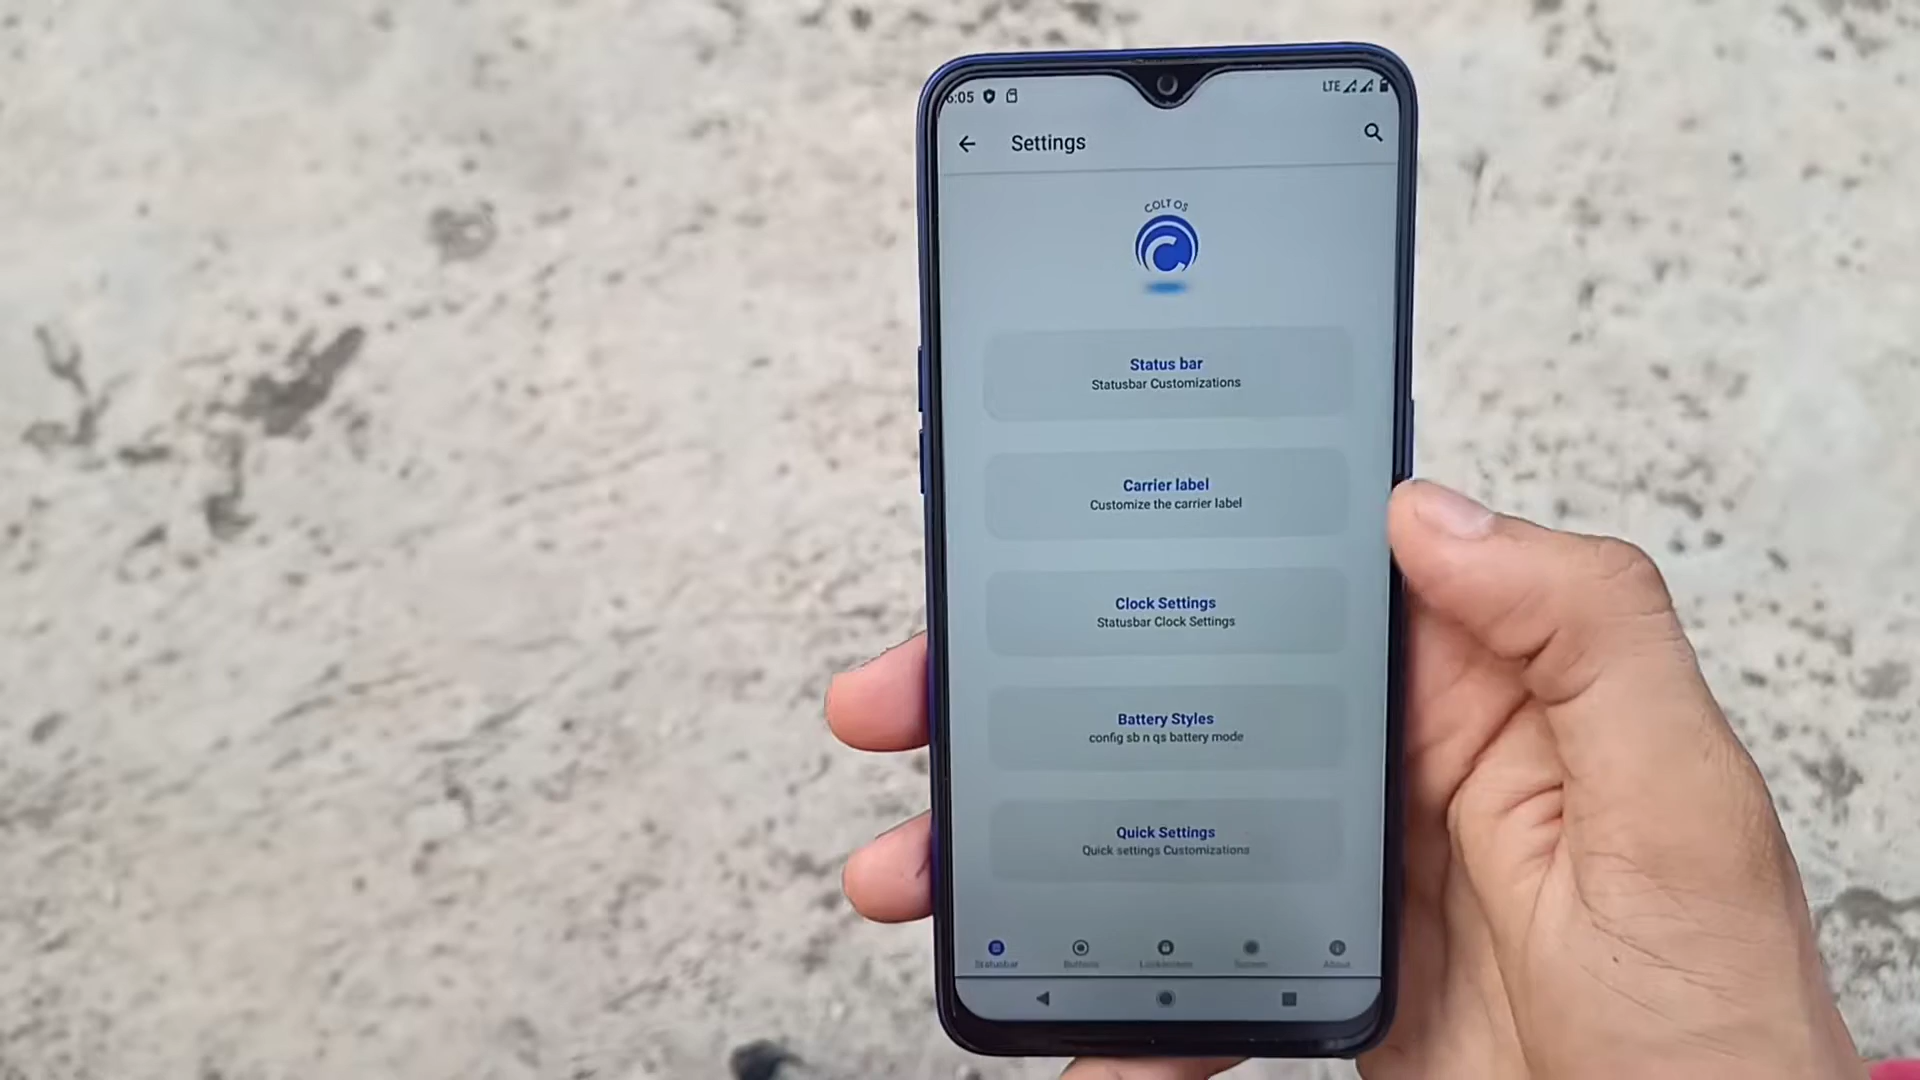 6:05
LTE
Settings
COLT OS
Status bar
Statusbar Customizations
Carrier label
Customize the carrier label
Clock Settings
Statusbar Clock Settings
Battery Styles
config sb n qs battery mode
Quick Settings
Quick settings Customizations
Statusbar
Buttons
Lockscreen
System
About